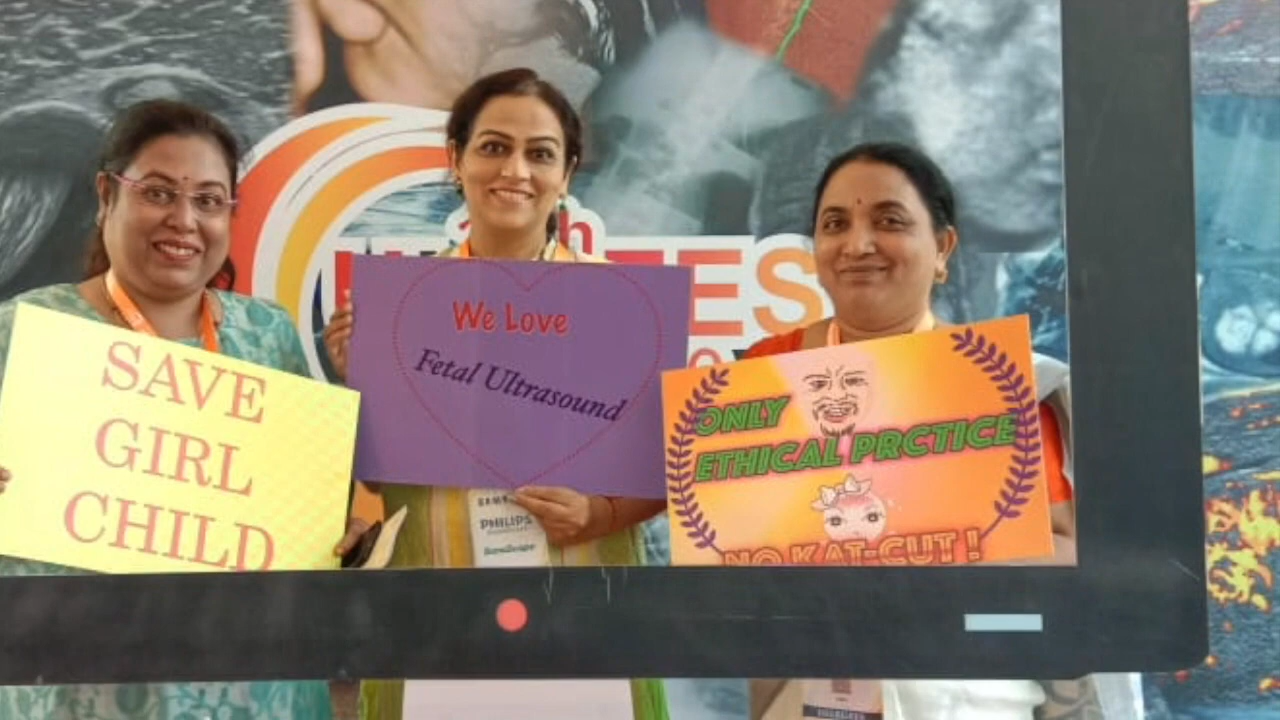 SAVE
GIRL
CHILD
We Love
Fetal Ultrasound
ONLY
ETHICAL PRCTICE
NO KAT-CUT !
PHILIPS